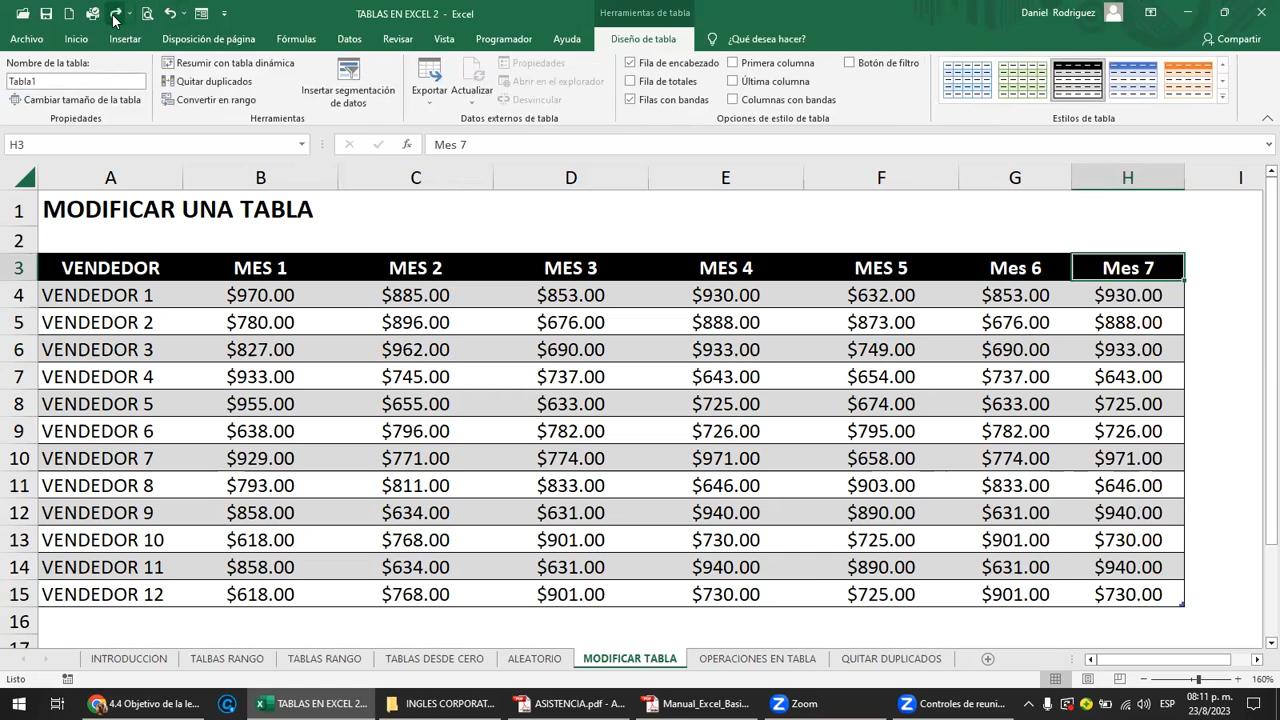 TABLAS EN EXCEL 2 - Excel
Herramientas de tabla
Daniel Rodriguez
Archivo Inicio Insertar Disposición de página Fórmulas Datos Revisar Vista Programador Ayuda Diseño de tabla ¿Qué desea hacer? Compartir
Nombre de la tabla:
Tabla1
Cambiar tamaño de la tabla
Propiedades
Resumir con tabla dinámica
Quitar duplicados
Convertir en rango
Insertar segmentación
de datos
Herramientas
Exportar
Actualizar
Propiedades
Abrir en el explorador
Desvincular
Datos externos de tabla
Fila de encabezado
Fila de totales
Filas con bandas
Primera columna
Última columna
Columnas con bandas
Botón de filtro
Opciones de estilo de tabla
Estilos de tabla
H3 fx Mes 7
A B C D E F G H I
1 MODIFICAR UNA TABLA
2
3 VENDEDOR MES 1 MES 2 MES 3 MES 4 MES 5 Mes 6 Mes 7
4 VENDEDOR 1 $970.00 $885.00 $853.00 $930.00 $632.00 $853.00 $930.00
5 VENDEDOR 2 $780.00 $896.00 $676.00 $888.00 $873.00 $676.00 $888.00
6 VENDEDOR 3 $827.00 $962.00 $690.00 $933.00 $749.00 $690.00 $933.00
7 VENDEDOR 4 $933.00 $745.00 $737.00 $643.00 $654.00 $737.00 $643.00
8 VENDEDOR 5 $955.00 $655.00 $633.00 $725.00 $674.00 $633.00 $725.00
9 VENDEDOR 6 $638.00 $796.00 $782.00 $726.00 $795.00 $782.00 $726.00
10 VENDEDOR 7 $929.00 $771.00 $774.00 $971.00 $658.00 $774.00 $971.00
11 VENDEDOR 8 $793.00 $811.00 $833.00 $646.00 $903.00 $833.00 $646.00
12 VENDEDOR 9 $858.00 $634.00 $631.00 $940.00 $890.00 $631.00 $940.00
13 VENDEDOR 10 $618.00 $768.00 $901.00 $730.00 $725.00 $901.00 $730.00
14 VENDEDOR 11 $858.00 $634.00 $631.00 $940.00 $890.00 $631.00 $940.00
15 VENDEDOR 12 $618.00 $768.00 $901.00 $730.00 $725.00 $901.00 $730.00
16
17
INTRODUCCION TALBAS RANGO TABLAS RANGO TABLAS DESDE CERO ALEATORIO MODIFICAR TABLA OPERACIONES EN TABLA QUITAR DUPLICADOS
Listo 160%
4.4 Objetivo de la le... TABLAS EN EXCEL 2... INGLES CORPORAT... ASISTENCIA.pdf - A... Manual_Excel_Basi... Zoom Controles de reuni... ESP 08:11 p. m.
23/8/2023